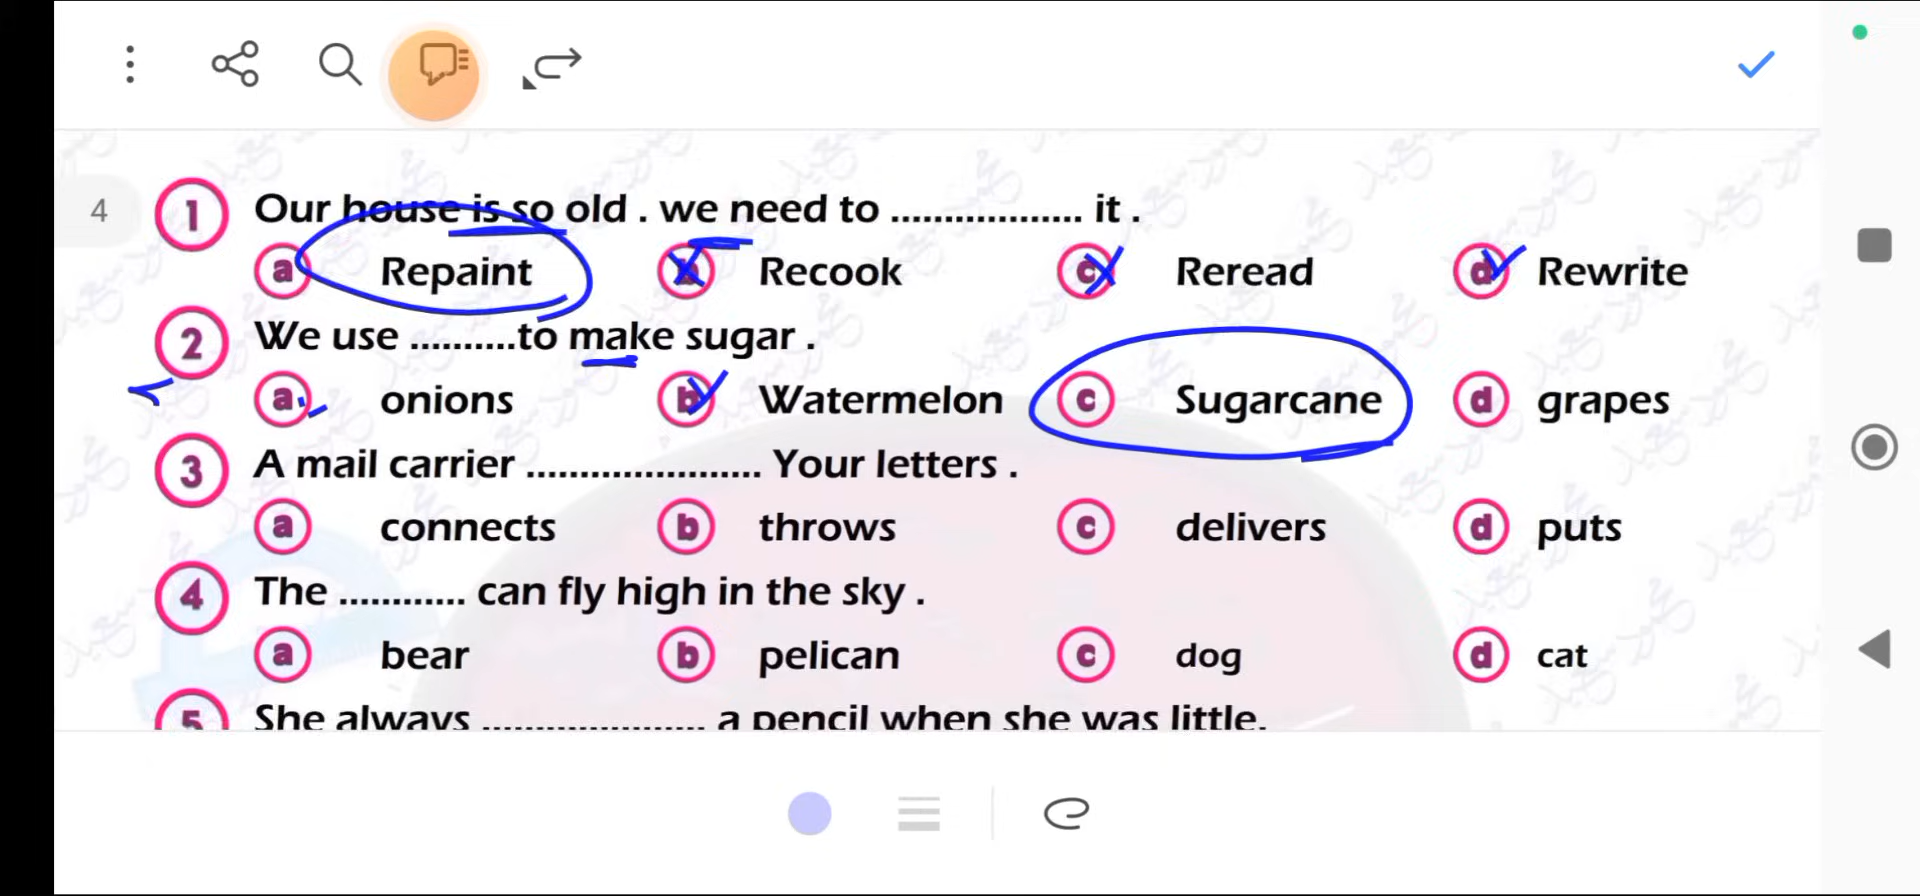 4
1 Our house is so old . we need to .................. it .
a Repaint b Recook c Reread d Rewrite
2 We use ..........to make sugar .
a onions b Watermelon c Sugarcane d grapes
3 A mail carrier ...................... Your letters .
a connects b throws c delivers d puts
4 The ............ can fly high in the sky .
a bear b pelican c dog d cat
5 She always ..................... a pencil when she was little.